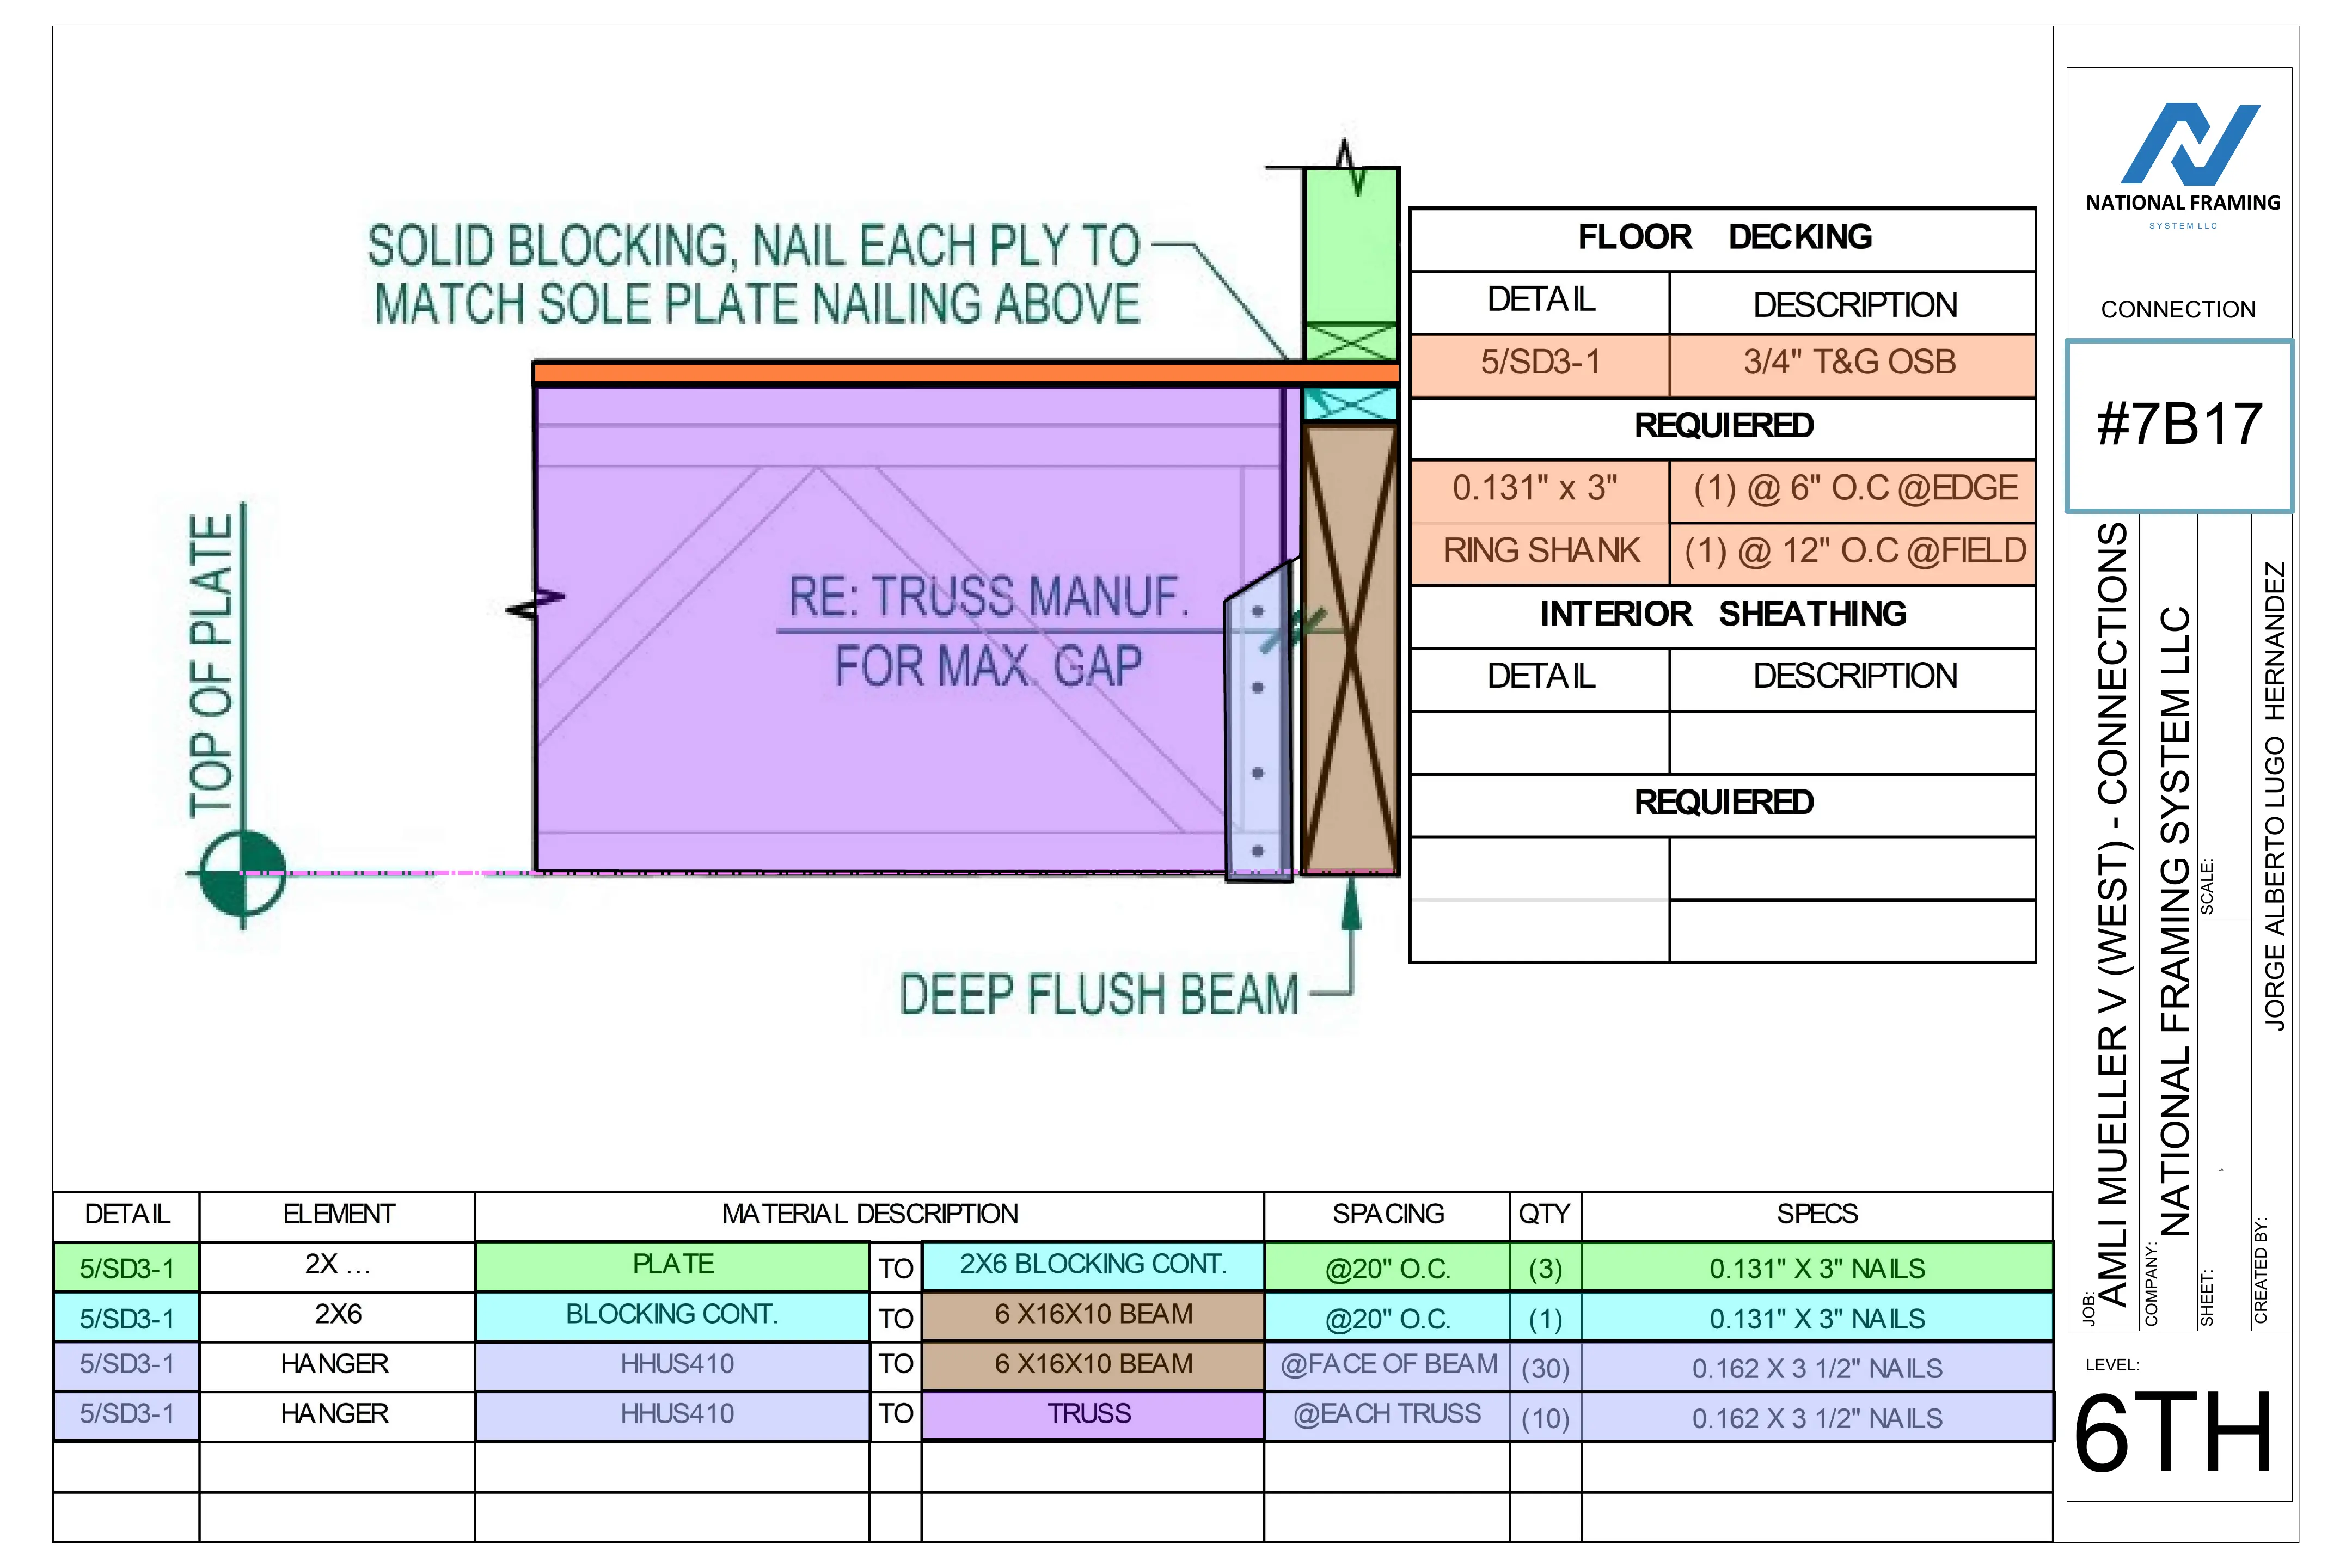 SOLID BLOCKING, NAIL EACH PLY TO
MATCH SOLE PLATE NAILING ABOVE
TOP OF PLATE
RE: TRUSS MANUF.
FOR MAX. GAP
DEEP FLUSH BEAM
FLOOR DECKING
DETAIL DESCRIPTION
5/SD3-1 3/4" T&G OSB
REQUIERED
0.131" x 3" (1) @ 6" O.C @EDGE
RING SHANK (1) @ 12" O.C @FIELD
INTERIOR SHEATHING
DETAIL DESCRIPTION
REQUIERED
DETAIL ELEMENT MATERIAL DESCRIPTION SPACING QTY SPECS
5/SD3-1 2X ... PLATE TO 2X6 BLOCKING CONT. @20" O.C. (3) 0.131" X 3" NAILS
5/SD3-1 2X6 BLOCKING CONT. TO 6 X16X10 BEAM @20" O.C. (1) 0.131" X 3" NAILS
5/SD3-1 HANGER HHUS410 TO 6 X16X10 BEAM @FACE OF BEAM (30) 0.162 X 3 1/2" NAILS
5/SD3-1 HANGER HHUS410 TO TRUSS @EACH TRUSS (10) 0.162 X 3 1/2" NAILS
NATIONAL FRAMING
SYSTEM LLC
CONNECTION
#7B17
JOB:
AMLI MUELLER V (WEST) - CONNECTIONS
COMPANY:
NATIONAL FRAMING SYSTEM LLC
SHEET:
SCALE:
CREATED BY:
JORGE ALBERTO LUGO HERNANDEZ
LEVEL:
6TH